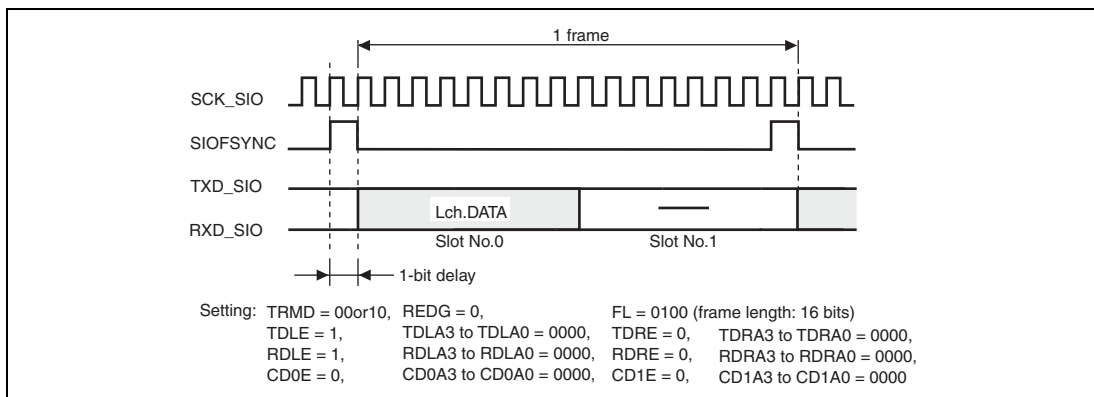 1 frame
SCK_SIO
SIOFSYNC
TXD_SIO
Lch.DATA
RXD_SIO
Slot No.0 Slot No.1
1-bit delay
Setting: TRMD = 00or10, REDG = 0, FL = 0100 (frame length: 16 bits)
TDLE = 1, TDLA3 to TDLA0 = 0000, TDRE = 0, TDRA3 to TDRA0 = 0000,
RDLE = 1, RDLA3 to RDLA0 = 0000, RDRE = 0, RDRA3 to RDRA0 = 0000,
CD0E = 0, CD0A3 to CD0A0 = 0000, CD1E = 0, CD1A3 to CD1A0 = 0000